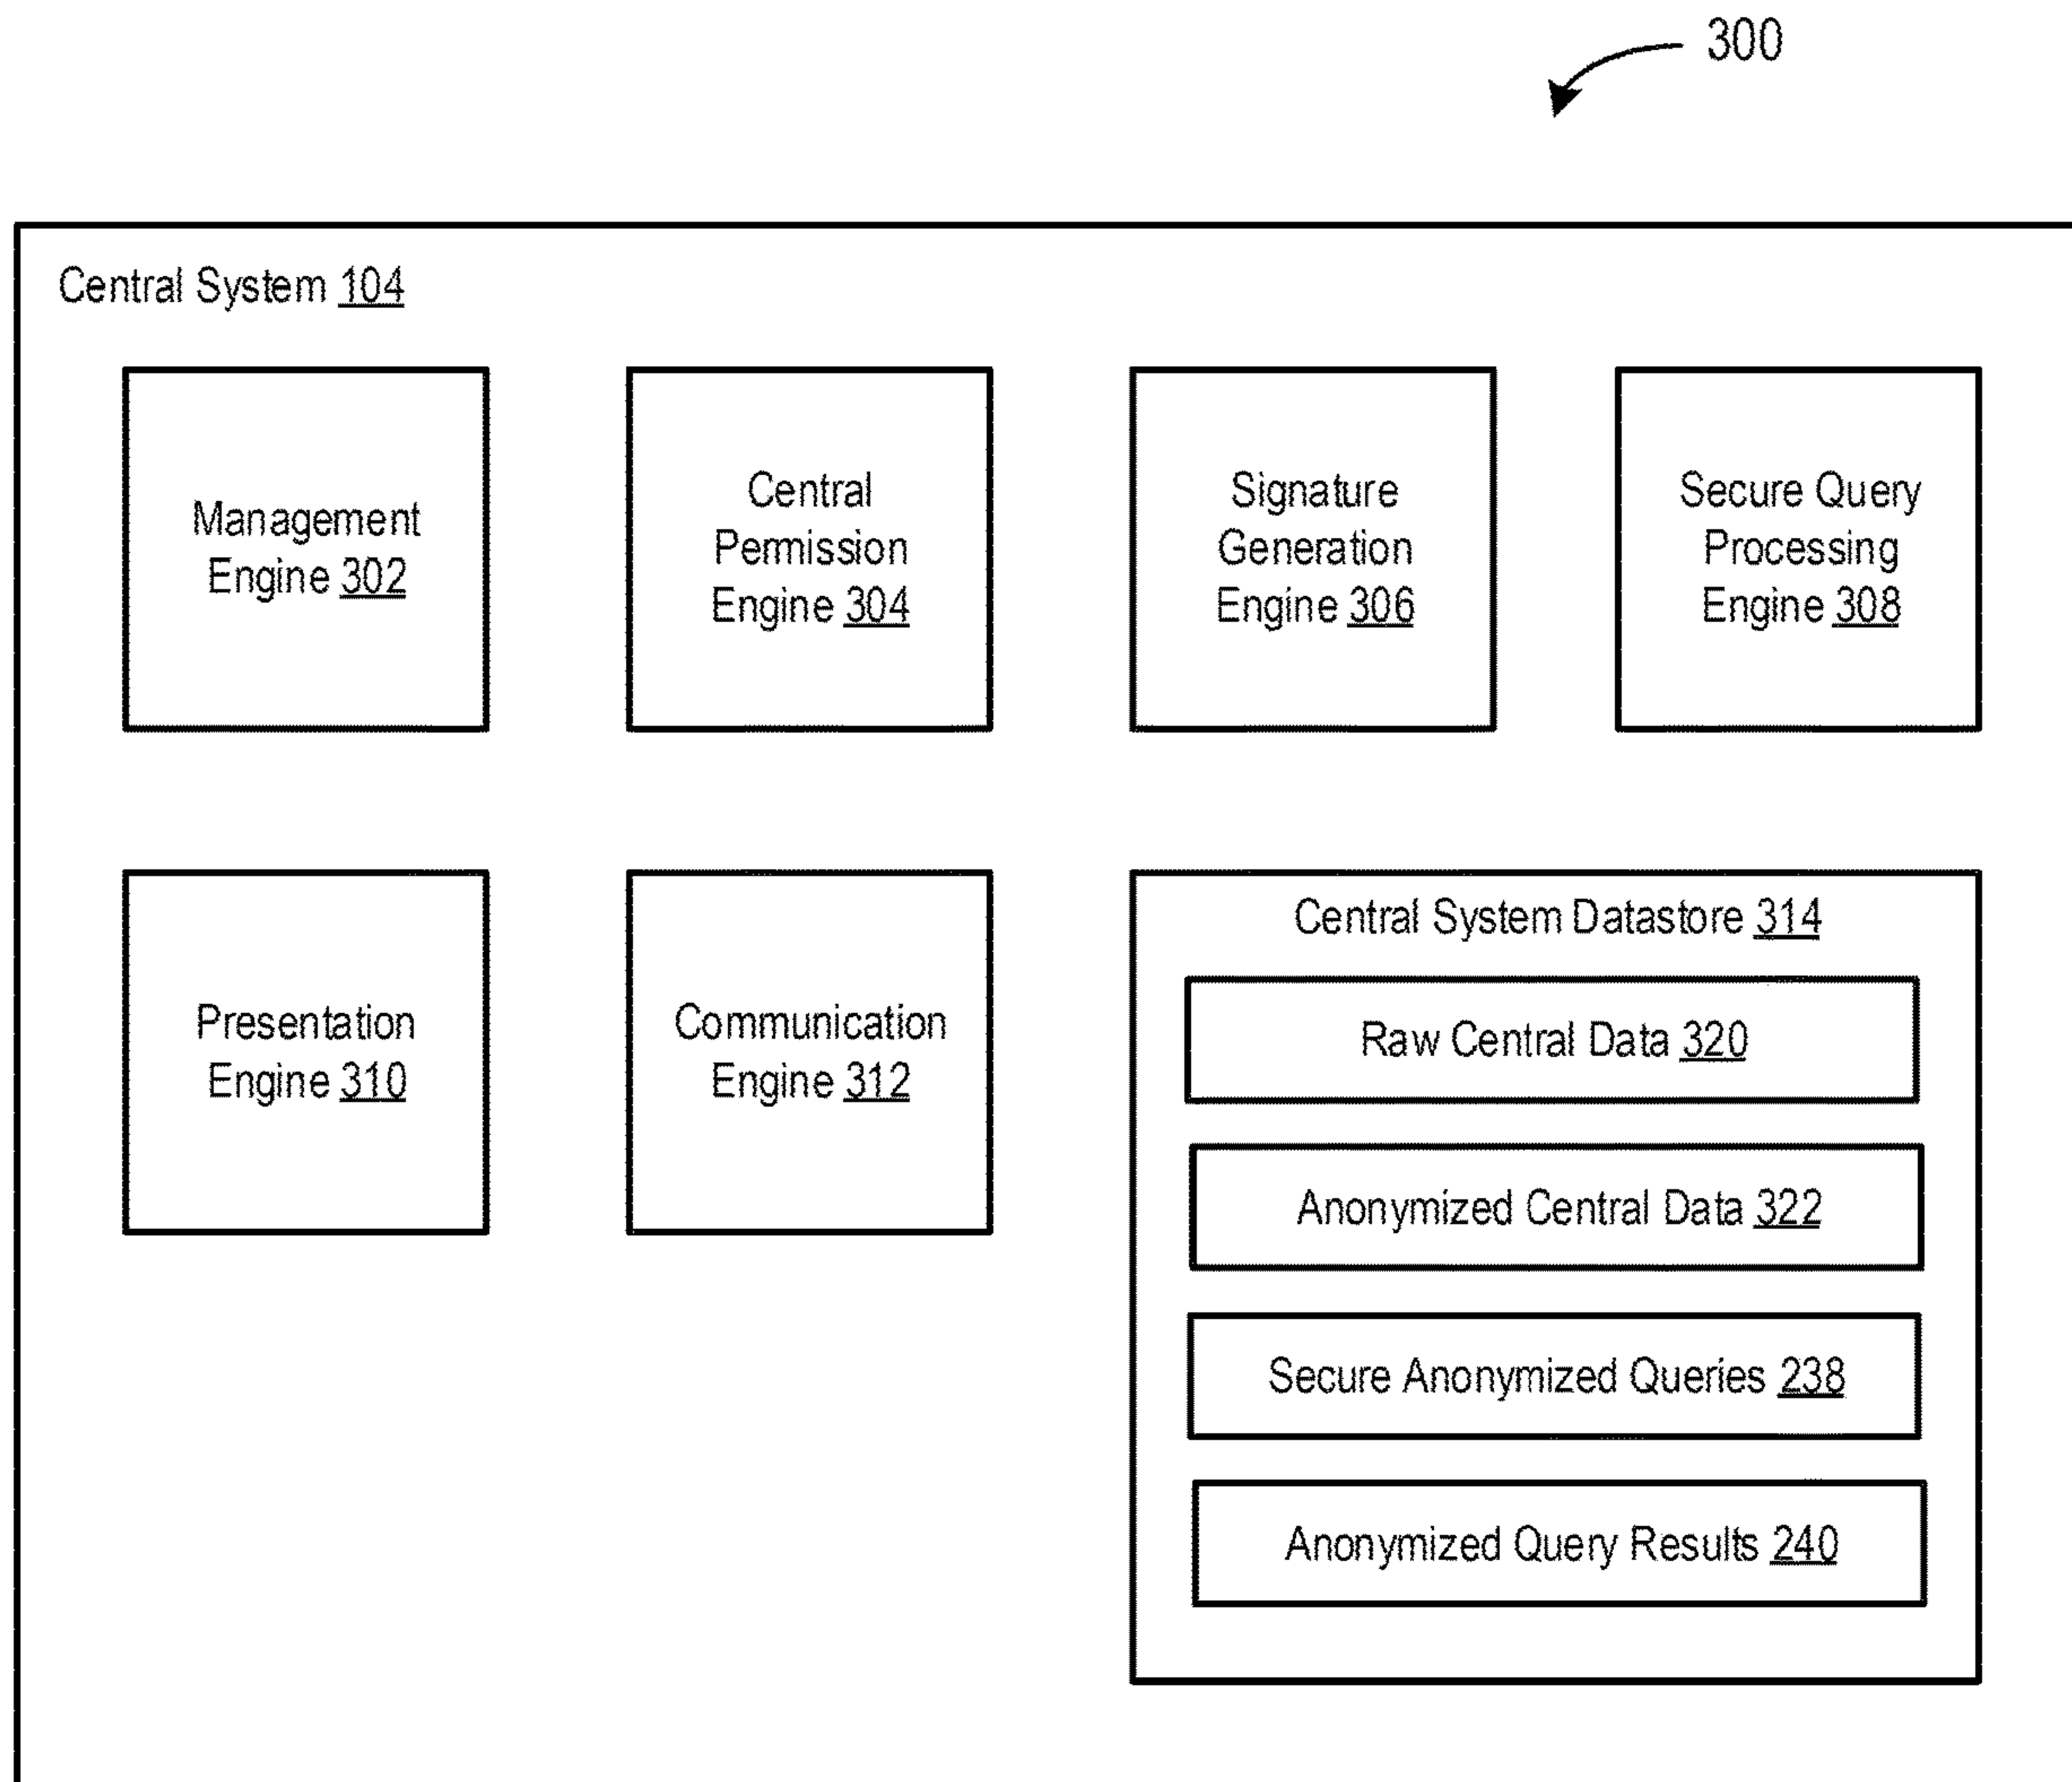 300
Central System 104
Management
Engine 302
Central
Permission
Engine 304
Signature
Generation
Engine 306
Secure Query
Processing
Engine 308
Presentation
Engine 310
Communication
Engine 312
Central System Datastore 314
Raw Central Data 320
Anonymized Central Data 322
Secure Anonymized Queries 238
Anonymized Query Results 240